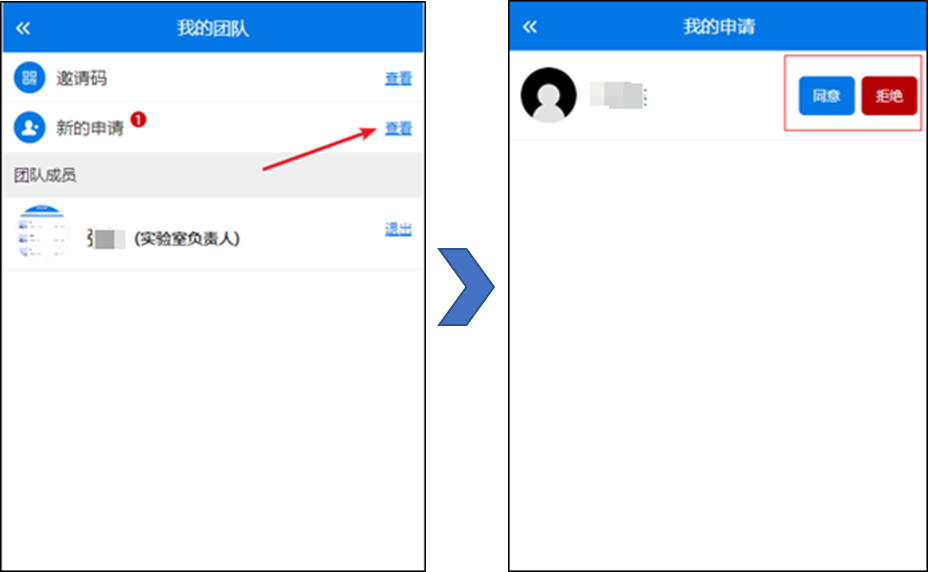 我的团队
邀请码 查看
新的申请 1 查看
团队成员
(实验室负责人) 退出
我的申请
同意 拒绝